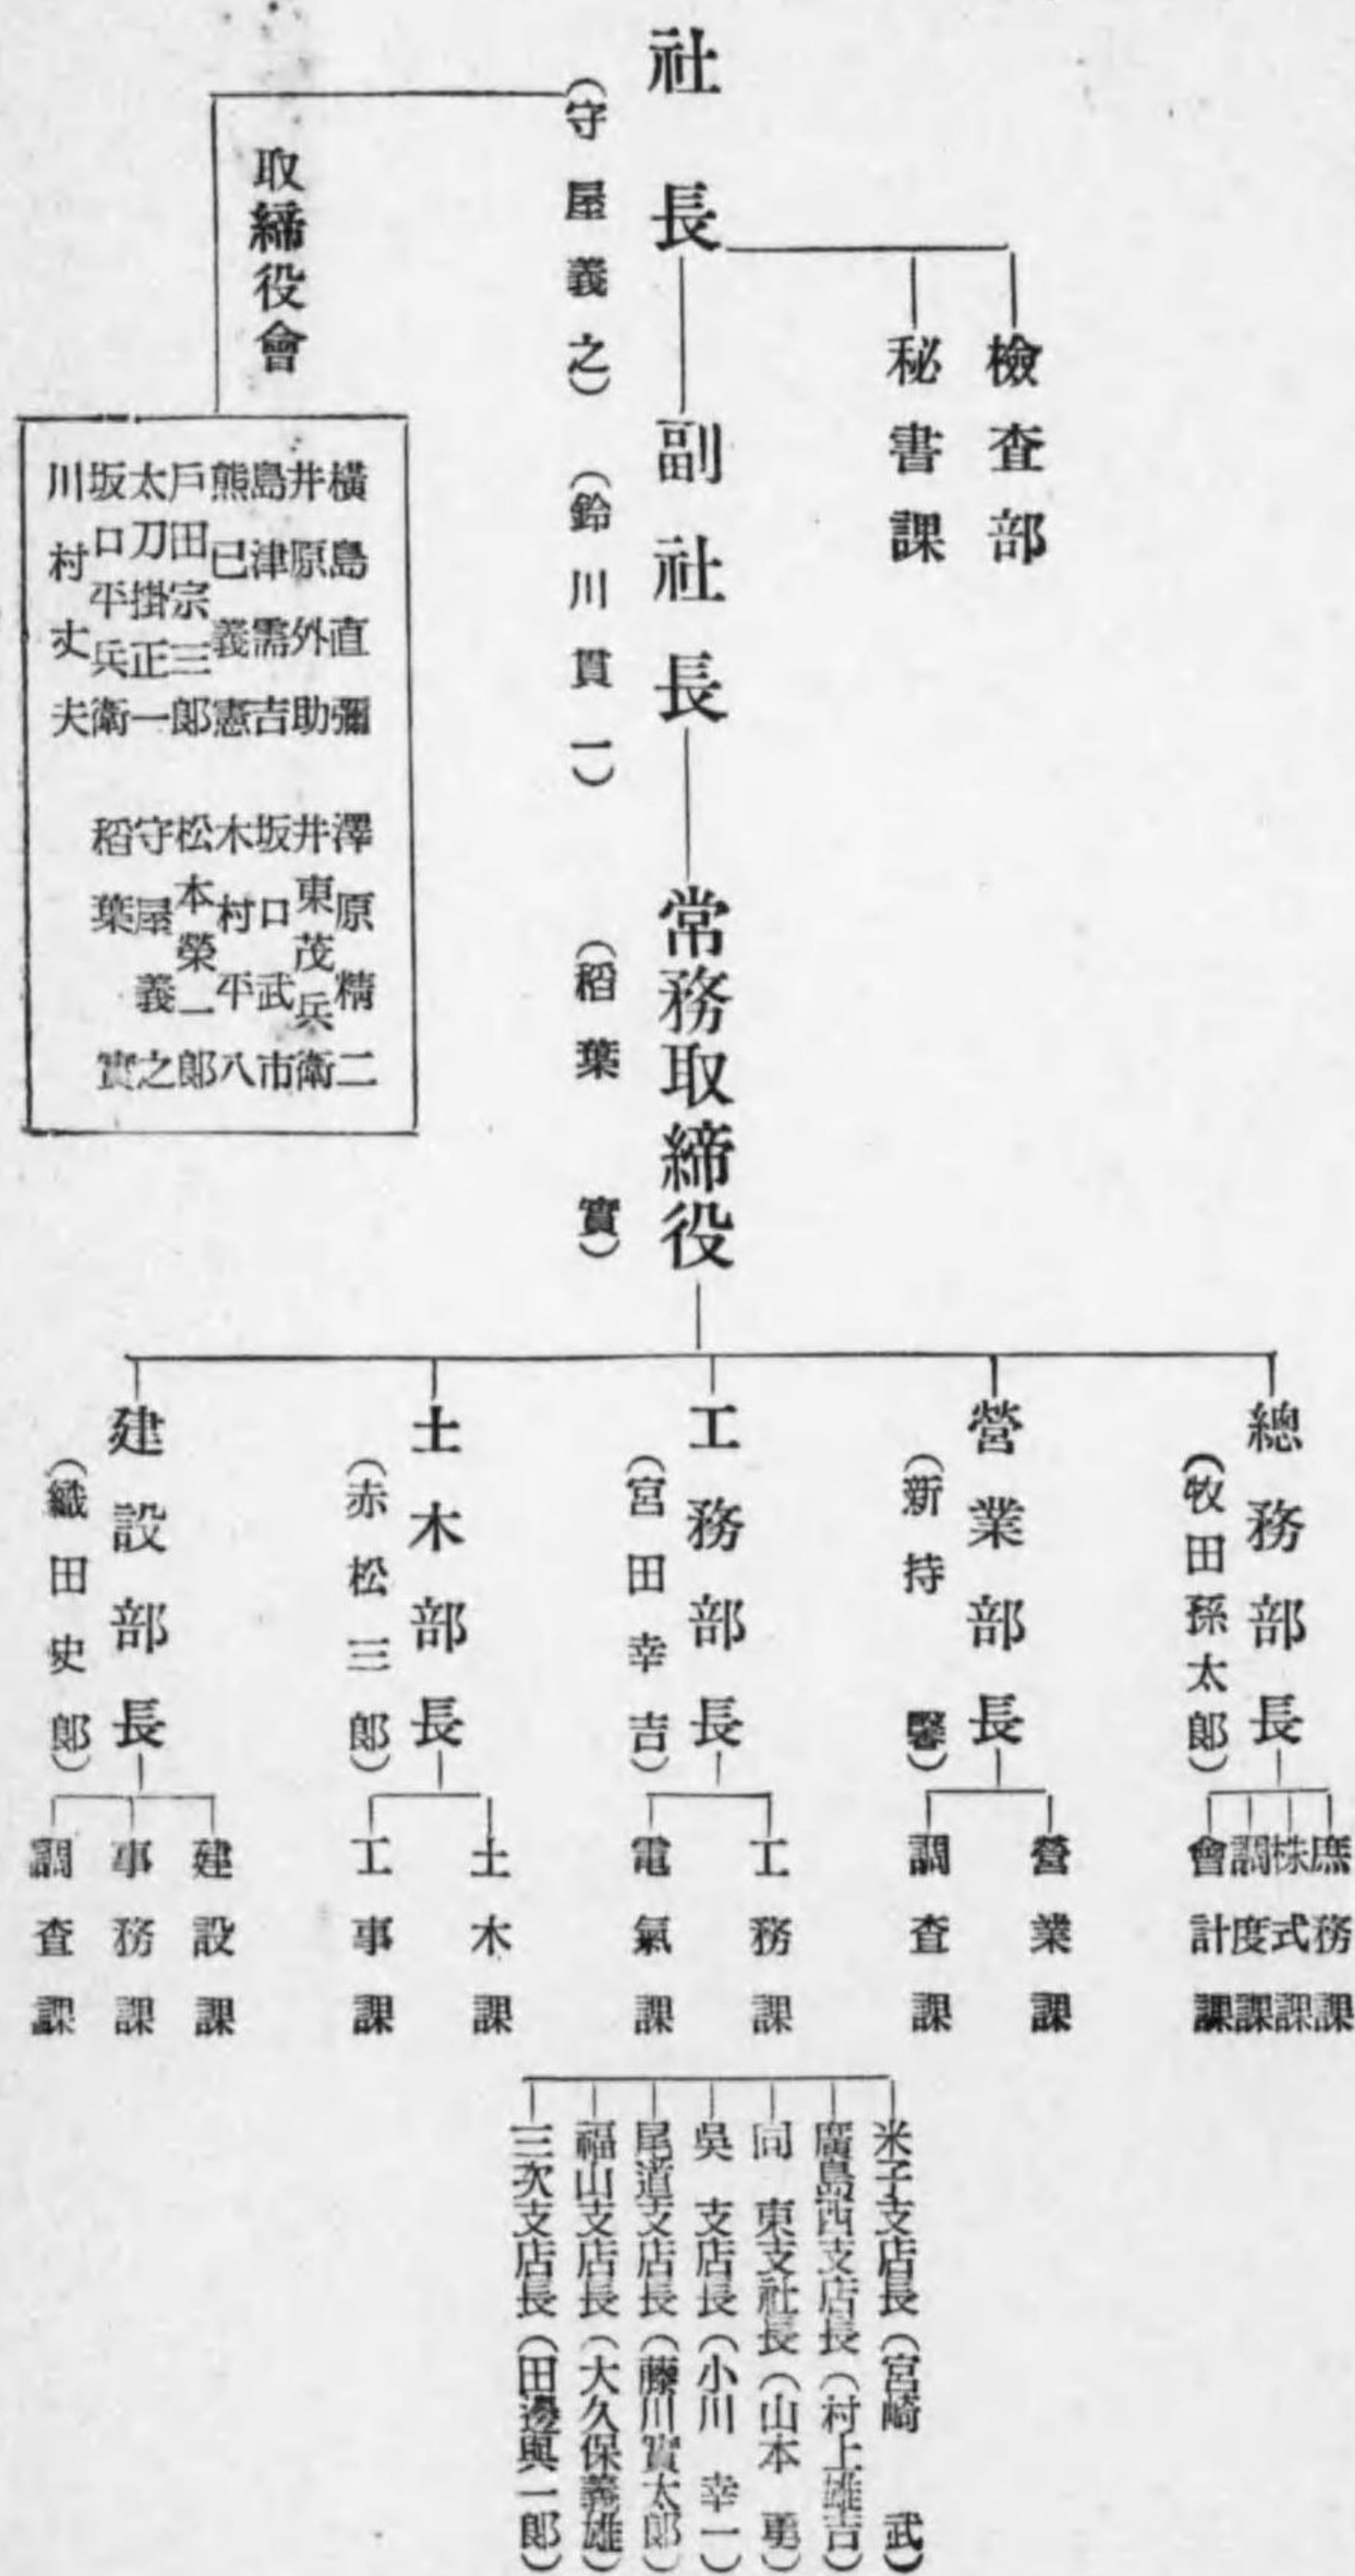 社長
(守屋義之)
副社長
(鈴川貫一)
常務取締役
(稻葉實)
檢査部
秘書課
取締役會
橫島直彌
井原外助
島津需吉
熊巳義憲
戶田宗三郎
太刀掛正一
坂口平兵衛
川村丈夫
澤原精二
井東茂兵衛
坂口武市
木村平八
松本榮一郎
守屋義之
稻葉實
總務部長
(牧田孫太郎)
庶務課
株式課
調度課
會計課
營業部長
(新持馨)
營業課
調査課
工務部長
(宮田幸吉)
工務課
電氣課
土木部長
(赤松三郎)
土木課
工事課
建設部長
(織田史郎)
建設課
事務課
調査課
米子支店長(宮崎武)
廣島西支店長(村上雄吉)
同東支社長(山本勇)
吳支店長(小川幸一)
尾道支店長(藤川實太郎)
福山支店長(大久保義雄)
三次支店長(田邊與一郎)